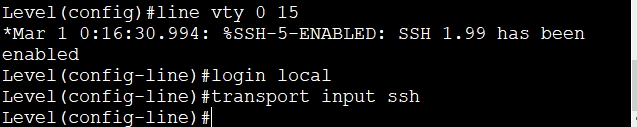 Level(config)#line vty 0 15
*Mar 1 0:16:30.994: %SSH-5-ENABLED: SSH 1.99 has been
enabled
Level(config-line)#login local
Level(config-line)#transport input ssh
Level(config-line)#